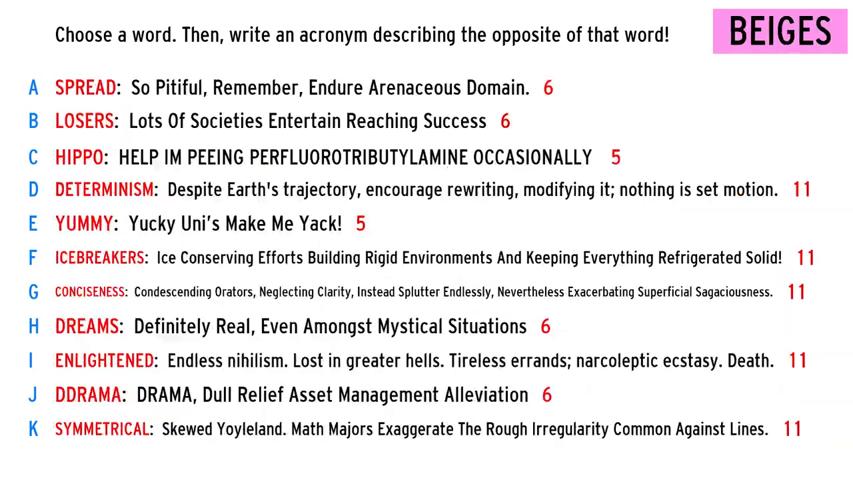 Choose a word. Then, write an acronym describing the opposite of that word!
BEIGES
A SPREAD: So Pitiful, Remember, Endure Arenaceous Domain. 6
B LOSERS: Lots Of Societies Entertain Reaching Success 6
C HIPPO: HELP IM PEEING PERFLUOROTRIBUTYLAMINE OCCASIONALLY 5
D DETERMINISM: Despite Earth's trajectory, encourage rewriting, modifying it; nothing is set motion. 11
E YUMMY: Yucky Uni's Make Me Yack! 5
F ICEBREAKERS: Ice Conserving Efforts Building Rigid Environments And Keeping Everything Refrigerated Solid! 11
G CONCISENESS: Condescending Orators, Neglecting Clarity, Instead Splutter Endlessly, Nevertheless Exacerbating Superficial Sagaciousness. 11
H DREAMS: Definitely Real, Even Amongst Mystical Situations 6
I ENLIGHTENED: Endless nihilism. Lost in greater hells. Tireless errands; narcoleptic ecstasy. Death. 11
J DDRAMA: DRAMA, Dull Relief Asset Management Alleviation 6
K SYMMETRICAL: Skewed Yoyleland. Math Majors Exaggerate The Rough Irregularity Common Against Lines. 11